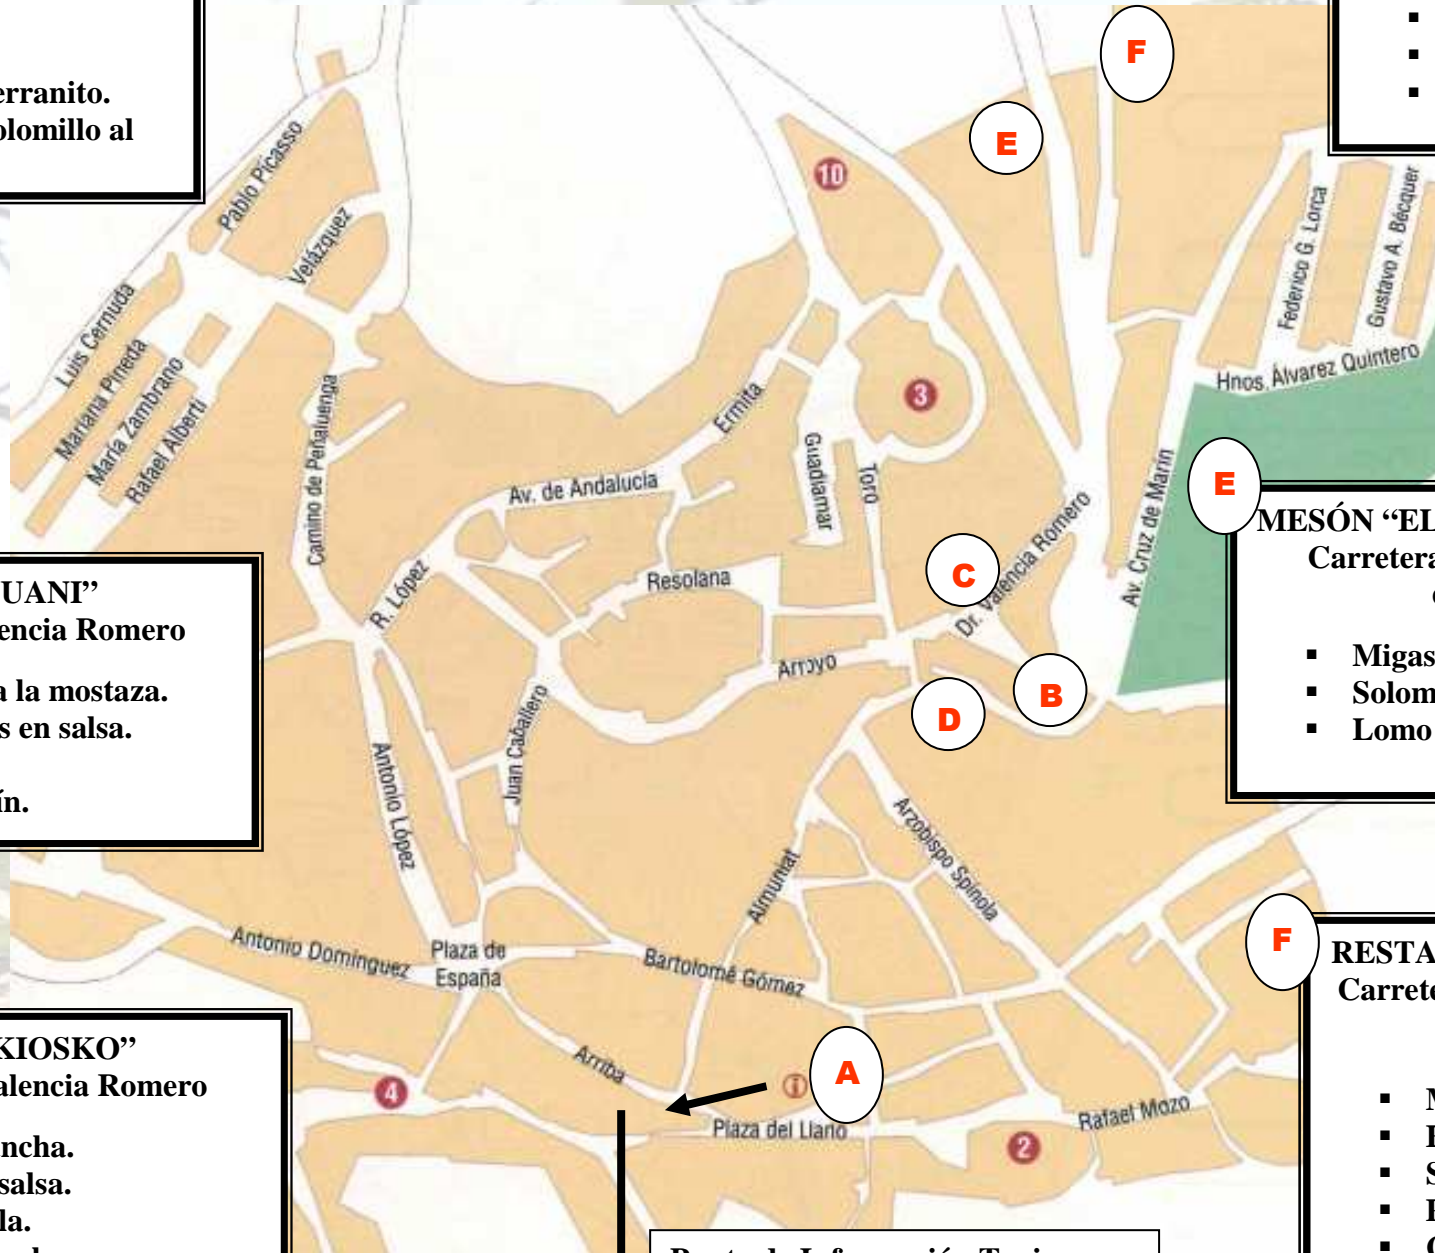 erranito.
olomillo al
F
E
10
Pablo Picasso
Velázquez
Luis Cernuda
Mariana Pineda
María Zambrano
Rafael Alberti
Camino de Peñaluenga
Federico G. Lorca
Gustavo A. Bécquer
Hnos. Álvarez Quintero
3
Ermita
Guadiamar
Toro
Av. de Andalucía
R. López
Resolana
Arroyo
C
Dr. Valencia Romero
Av. Cruz de Marín
B
D
E
MESÓN “EL
Carretera
▪ Migas
▪ Solom
▪ Lomo
UANI”
encia Romero
a la mostaza.
s en salsa.
ín.
Juan Caballero
Antonio López
Almuniat
Arzobispo Spinola
Antonio Domínguez
Plaza de
España
Bartolomé Gómez
Arriba
4
i
A
Plaza del Llano
2
Rafael Mozo
F
RESTA
Carrete
KIOSKO”
alencia Romero
ncha.
salsa.
la.